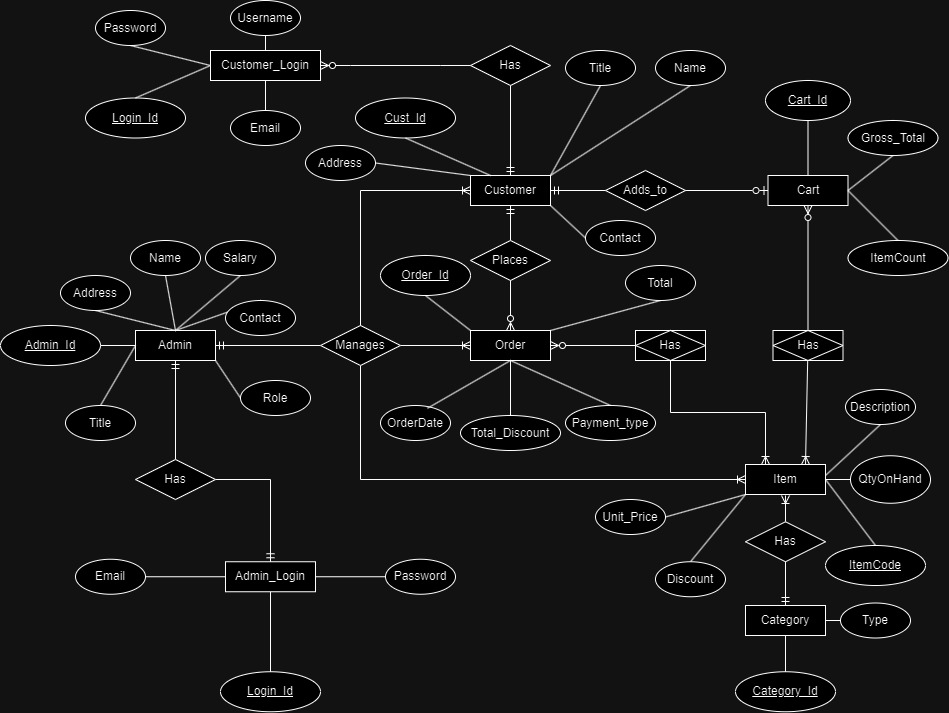 Username
Password
Customer_Login
Has
Title
Name
Login_Id
Email
Cust_Id
Cart_Id
Gross_Total
Address
Customer
Adds_to
Cart
Contact
ItemCount
Name
Salary
Places
Order_Id
Total
Address
Contact
Admin_Id
Admin
Manages
Order
Has
Has
Title
Role
OrderDate
Total_Discount
Payment_type
Description
Has
Item
QtyOnHand
Unit_Price
Has
ItemCode
Discount
Email
Admin_Login
Password
Category
Type
Login_Id
Category_Id